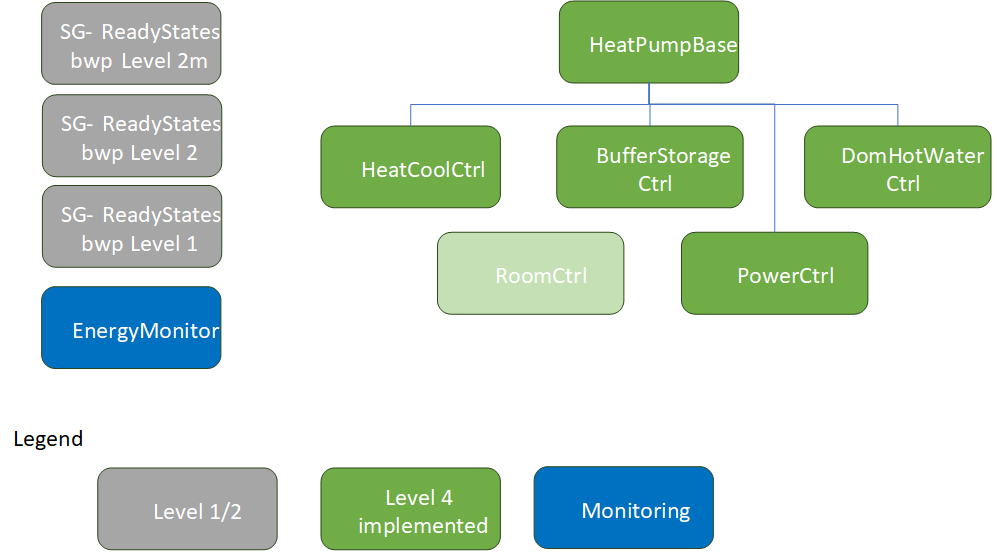 SG- ReadyStates
bwp Level 2m
SG- ReadyStates
bwp Level 2
SG- ReadyStates
bwp Level 1
EnergyMonitor
HeatPumpBase
HeatCoolCtrl
BufferStorage
Ctrl
DomHotWater
Ctrl
RoomCtrl
PowerCtrl
Legend
Level 1/2
Level 4
implemented
Monitoring